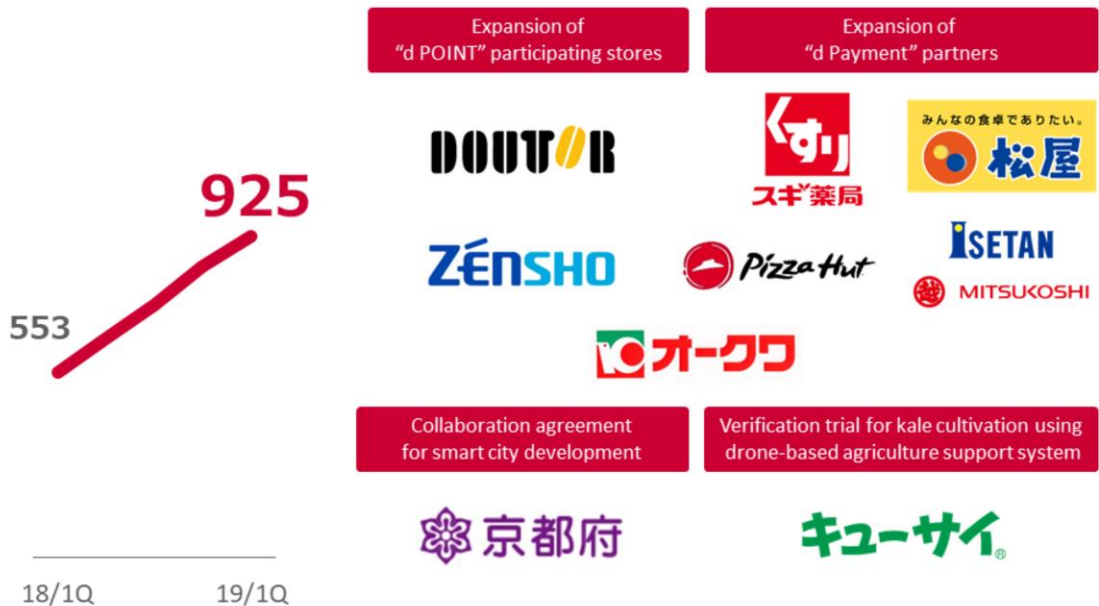 925
553
18/1Q
19/1Q
Expansion of
“d POINT” participating stores
DOUTOR
ZÉNSHO
Expansion of
“d Payment” partners
くすり
スギ薬局
みんなの食卓でありたい。
松屋
Pizza Hut
ISETAN
越 MITSUKOSHI
オークワ
Collaboration agreement
for smart city development
京都府
Verification trial for kale cultivation using
drone-based agriculture support system
キューサイ®